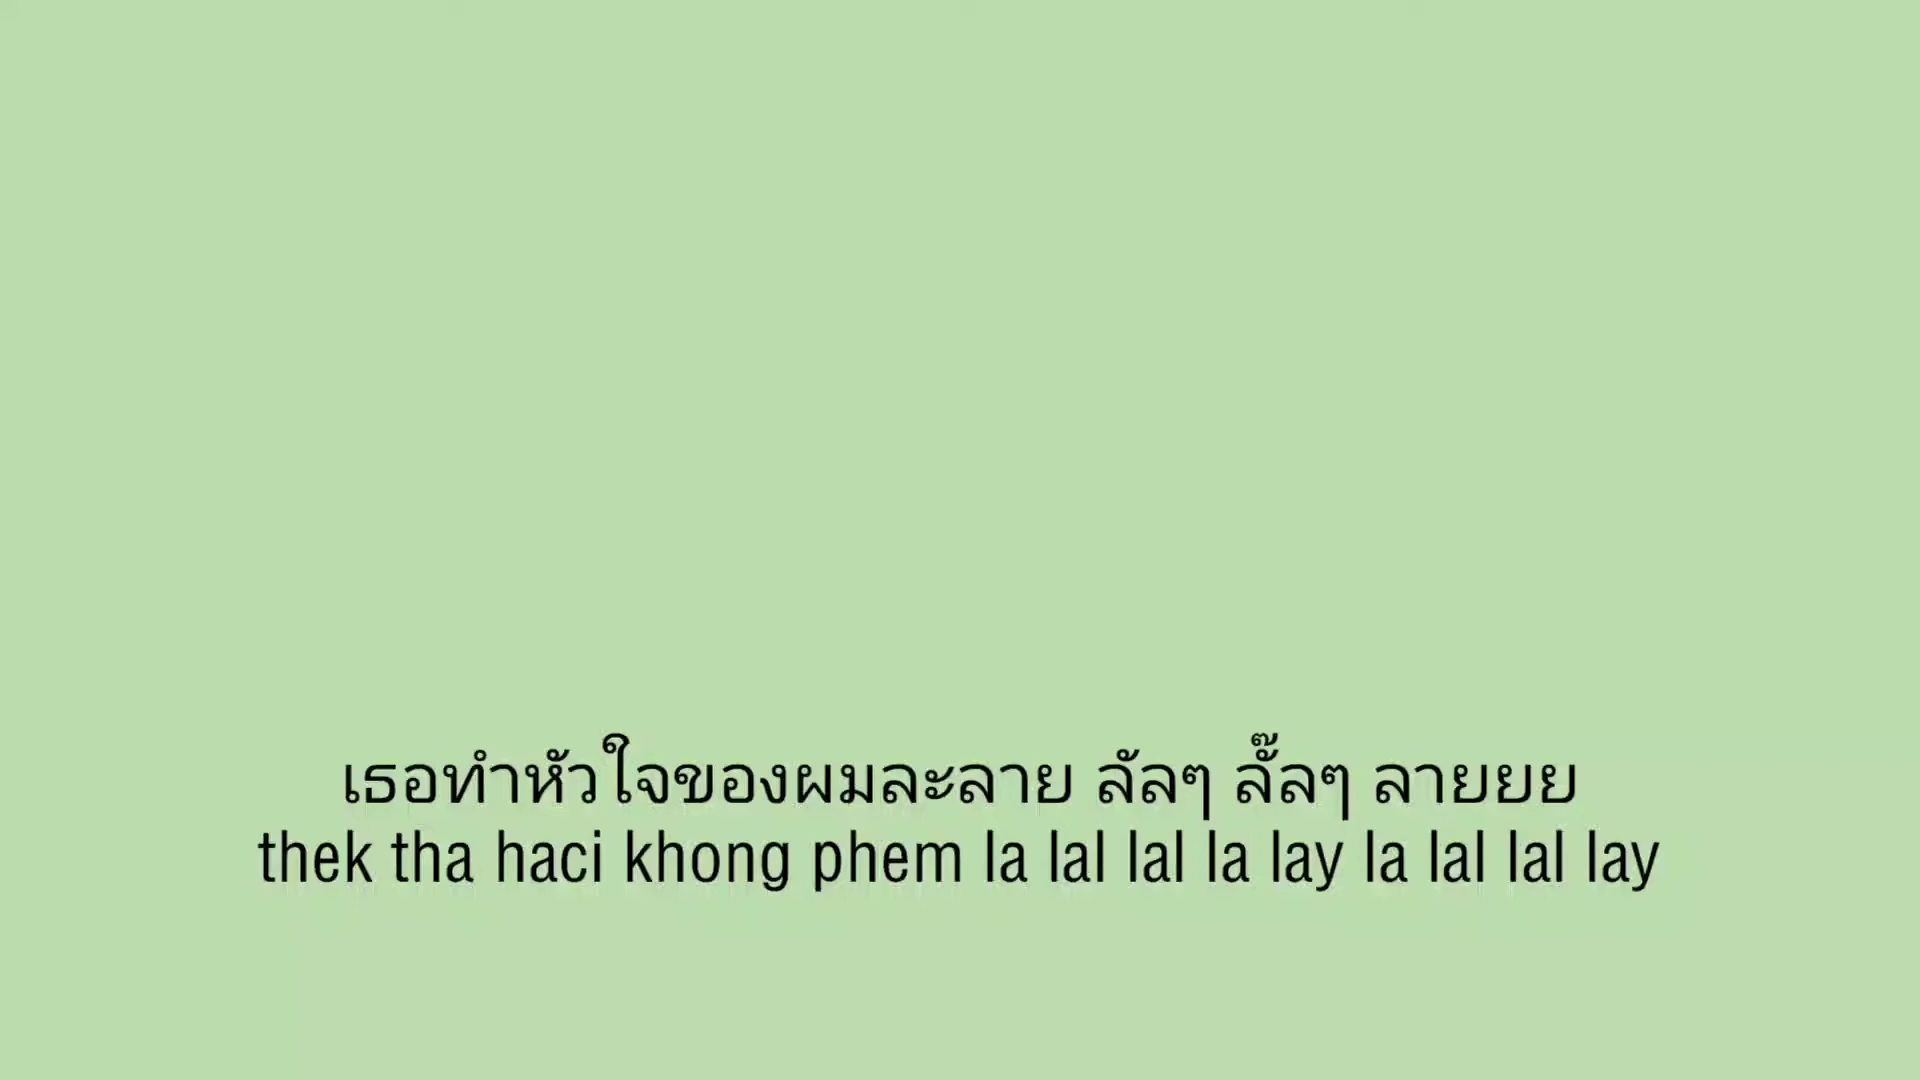 เธอทำหัวใจของผมละลาย ลัลๆ ลั๊ลๆ ลายยย
thek tha haci khong phem la lal lal la lay la lal lal lay